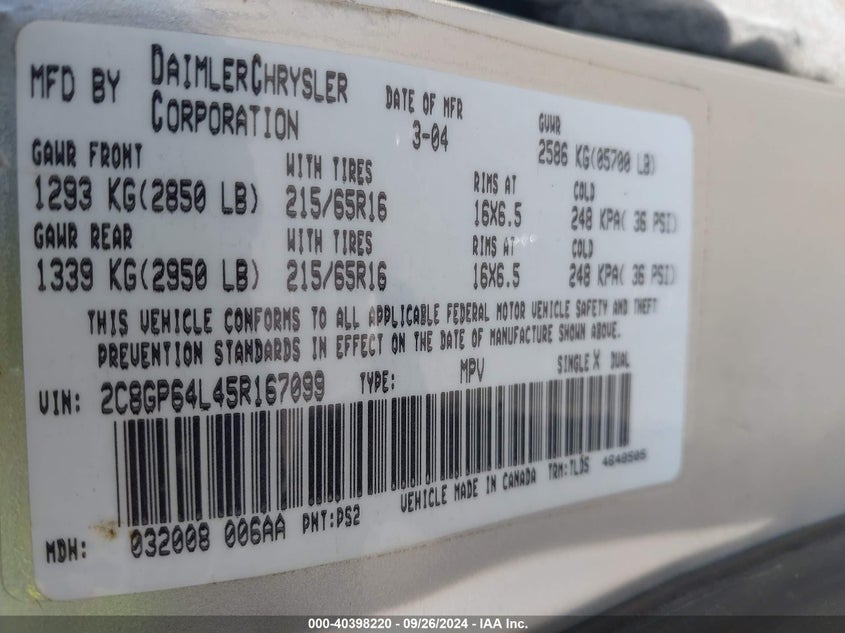 MFD BY DAIMLERCHRYSLER CORPORATION DATE OF MFR 3-04 GVWR 2586 KG(05700 LB)
GAWR FRONT WITH TIRES RIMS AT COLD
1293 KG(2850 LB) 215/65R16 16X6.5 248 KPA( 36 PSI)
GAWR REAR WITH TIRES RIMS AT COLD
1339 KG(2950 LB) 215/65R16 16X6.5 248 KPA( 36 PSI)
THIS VEHICLE CONFORMS TO ALL APPLICABLE FEDERAL MOTOR VEHICLE SAFETY AND THEFT
PREVENTION STANDARDS IN EFFECT ON THE DATE OF MANUFACTURE SHOWN ABOVE.
VIN: 2C8GP64L45R167099 TYPE: MPV SINGLE X DUAL
MDH: 032008 006AA PNT:PS2 VEHICLE MADE IN CANADA TRM:TLDS 4648505
000-40398220 - 09/26/2024 - IAA Inc.